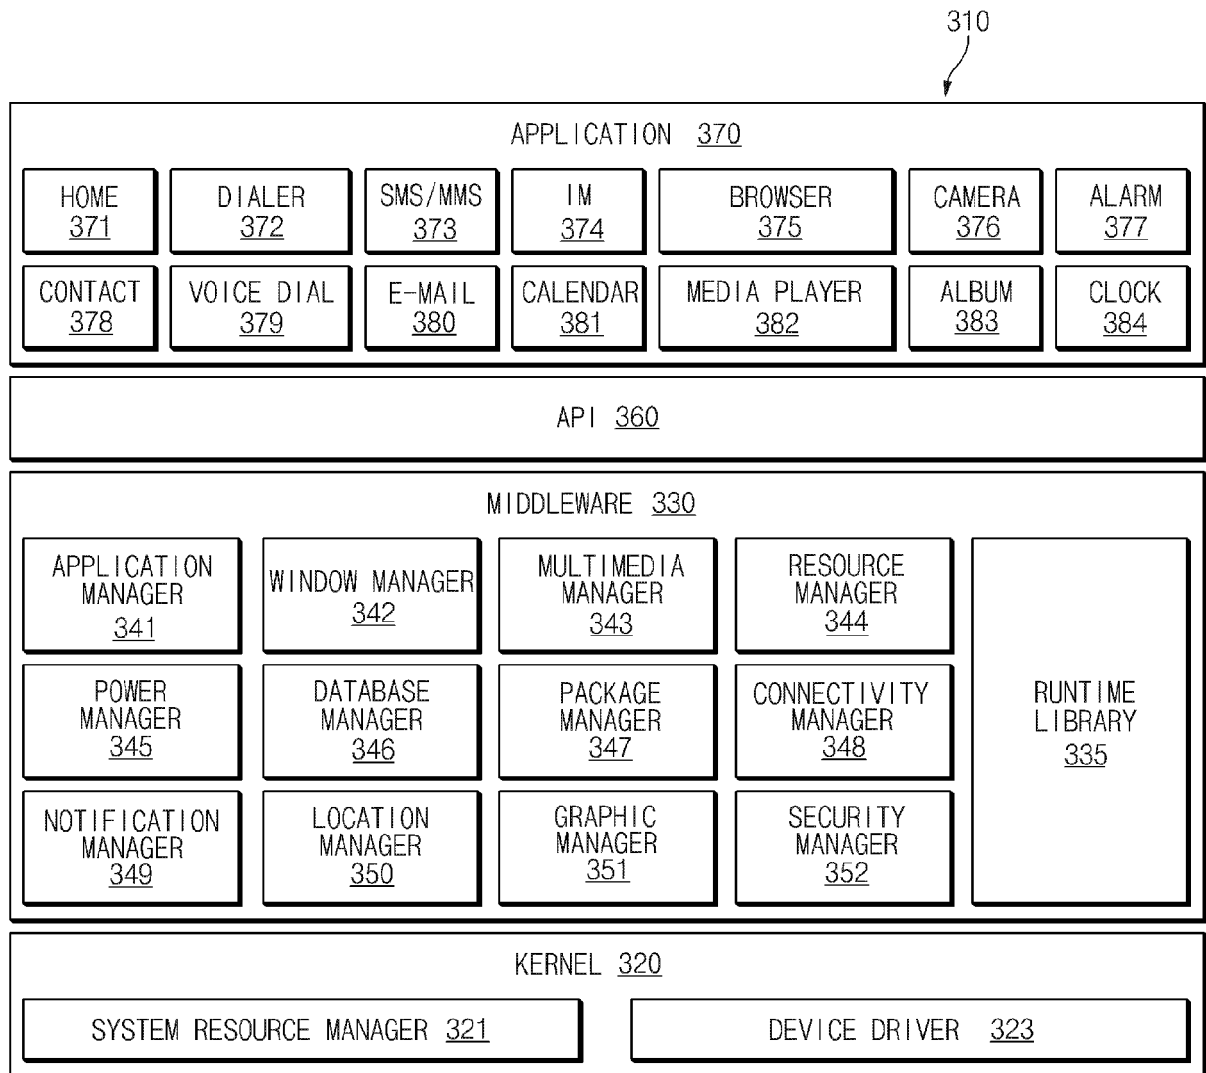 310
APPLICATION 370
HOME
371
DIALER
372
SMS/MMS
373
IM
374
BROWSER
375
CAMERA
376
ALARM
377
CONTACT
378
VOICE DIAL
379
E-MAIL
380
CALENDAR
381
MEDIA PLAYER
382
ALBUM
383
CLOCK
384
API 360
MIDDLEWARE 330
APPLICATION
MANAGER
341
WINDOW MANAGER
342
MULTIMEDIA
MANAGER
343
RESOURCE
MANAGER
344
POWER
MANAGER
345
DATABASE
MANAGER
346
PACKAGE
MANAGER
347
CONNECTIVITY
MANAGER
348
NOTIFICATION
MANAGER
349
LOCATION
MANAGER
350
GRAPHIC
MANAGER
351
SECURITY
MANAGER
352
RUNTIME
LIBRARY
335
KERNEL 320
SYSTEM RESOURCE MANAGER 321
DEVICE DRIVER 323